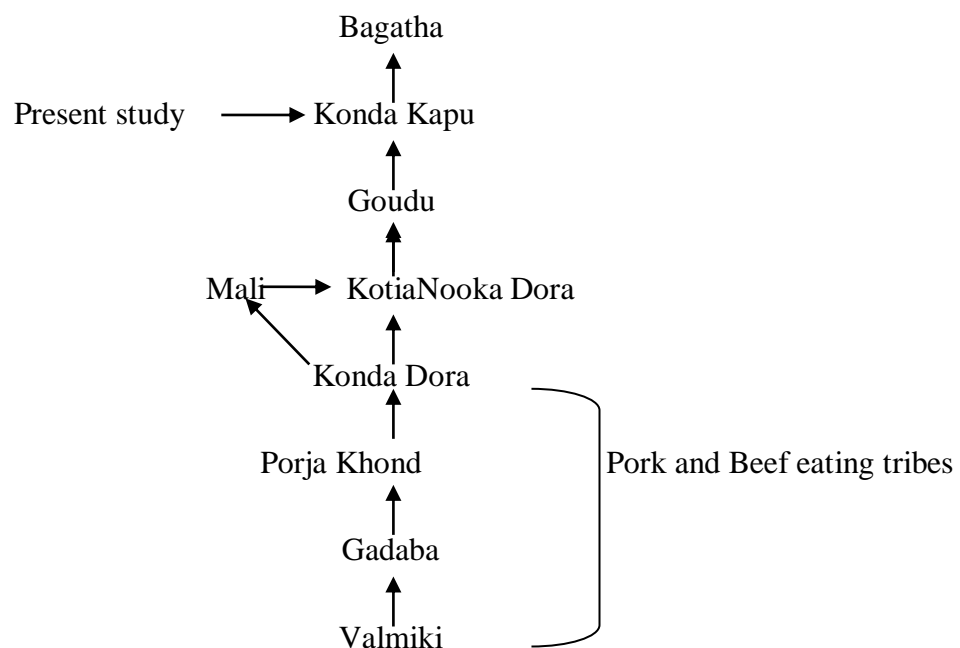 Bagatha
Present study Konda Kapu
Goudu
Mali KotiaNooka Dora
Konda Dora
Porja Khond Pork and Beef eating tribes
Gadaba
Valmiki